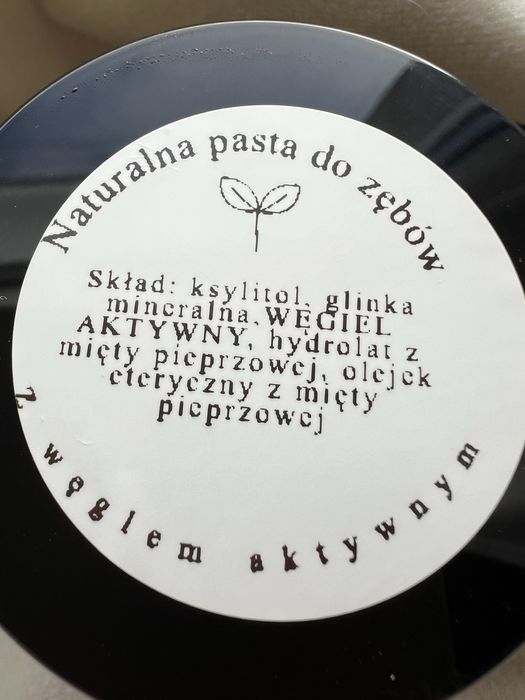 Naturalna pasta do zębów
Skład: ksylitol, glinka
mineralna,WĘGIEL
AKTYWNY, hydrolat z
mięty pieprzowej, olejek
eteryczny z mięty
pieprzowej
z węglem aktywnym